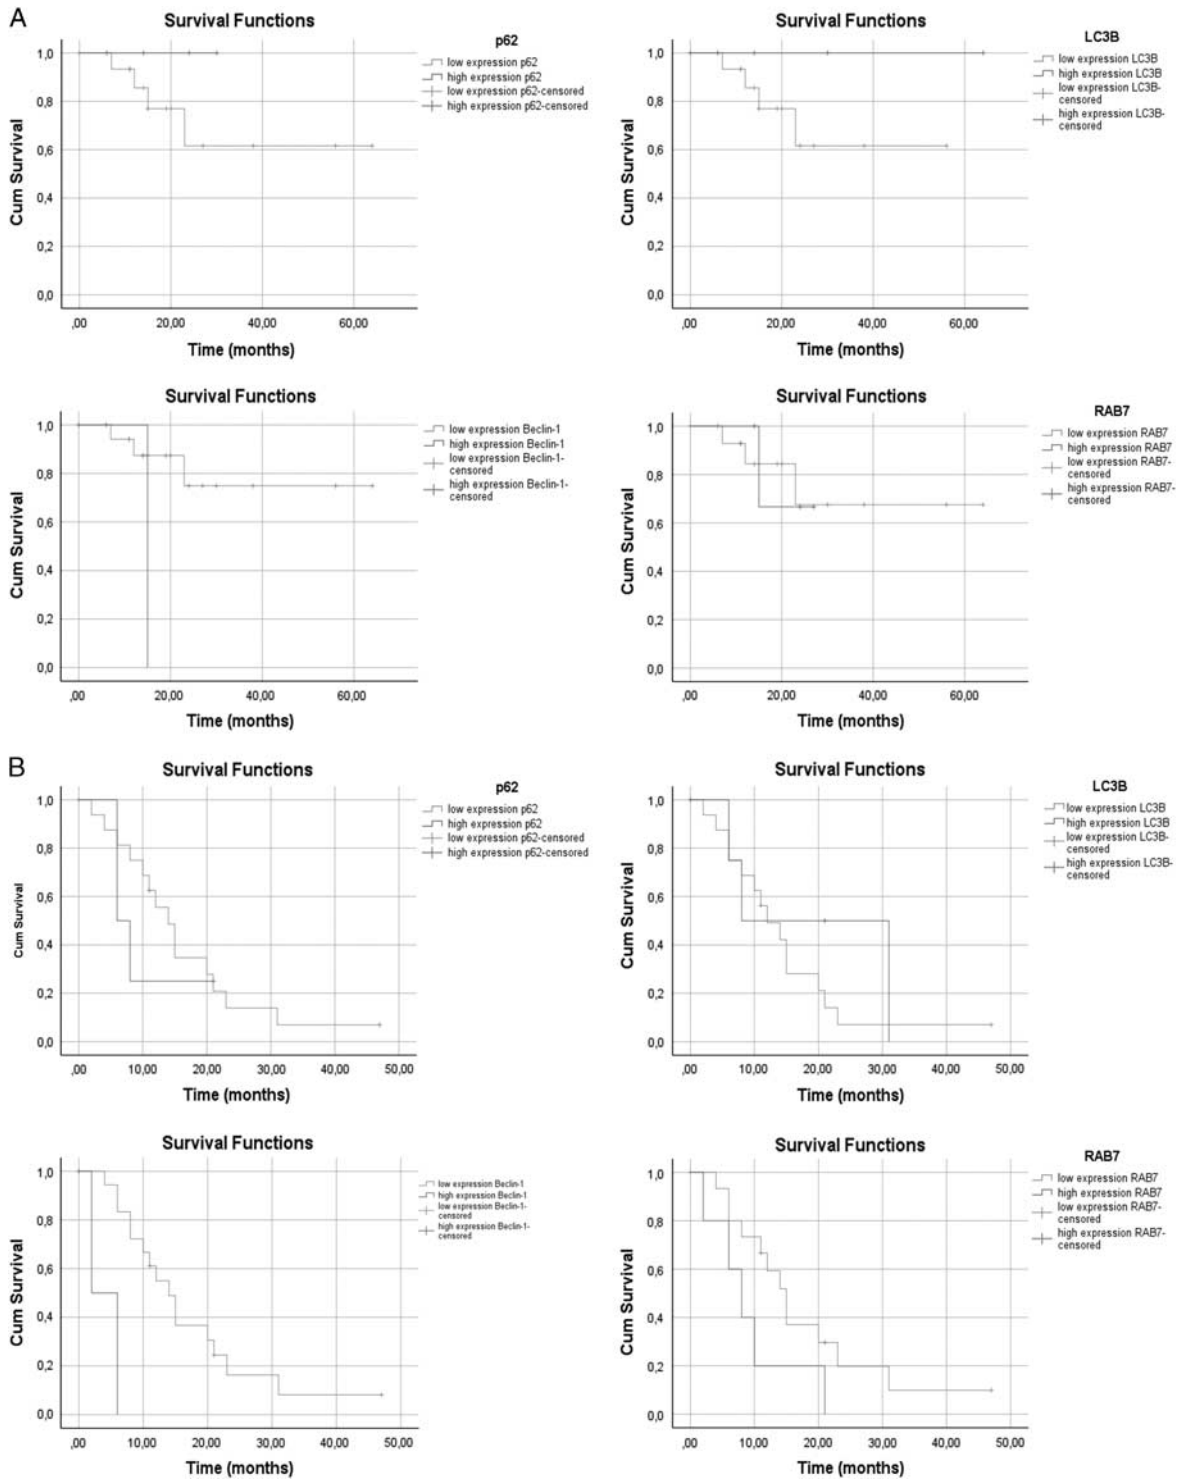 A
Survival Functions
Cum Survival
1,0
0,8
0,6
0,4
0,2
0,0
,00
20,00
40,00
60,00
Time (months)
p62
low expression p62
high expression p62
low expression p62-censored
high expression p62-censored
Survival Functions
Cum Survival
1,0
0,8
0,6
0,4
0,2
0,0
,00
20,00
40,00
60,00
Time (months)
LC3B
low expression LC3B
high expression LC3B
low expression LC3B-
censored
high expression LC3B-
censored
Survival Functions
Cum Survival
1,0
0,8
0,6
0,4
0,2
0,0
,00
20,00
40,00
60,00
Time (months)
low expression Beclin-1
high expression Beclin-1
low expression Beclin-1-
censored
high expression Beclin-1-
censored
Survival Functions
Cum Survival
1,0
0,8
0,6
0,4
0,2
0,0
,00
20,00
40,00
60,00
Time (months)
RAB7
low expression RAB7
high expression RAB7
low expression RAB7-
censored
high expression RAB7-
censored
B
Survival Functions
Cum Survival
1,0
0,8
0,6
0,4
0,2
0,0
,00
10,00
20,00
30,00
40,00
50,00
Time (months)
p62
low expression p62
high expression p62
low expression p62-censored
high expression p62-censored
Survival Functions
Cum Survival
1,0
0,8
0,6
0,4
0,2
0,0
,00
10,00
20,00
30,00
40,00
50,00
Time (months)
LC3B
low expression LC3B
high expression LC3B
low expression LC3B-
censored
high expression LC3B-
censored
Survival Functions
Cum Survival
1,0
0,8
0,6
0,4
0,2
0,0
,00
10,00
20,00
30,00
40,00
50,00
Time (months)
low expression Beclin-1
high expression Beclin-1
low expression Beclin-1-
censored
high expression Beclin-1-
censored
Survival Functions
Cum Survival
1,0
0,8
0,6
0,4
0,2
0,0
,00
10,00
20,00
30,00
40,00
50,00
Time (months)
RAB7
low expression RAB7
high expression RAB7
low expression RAB7-
censored
high expression RAB7-
censored